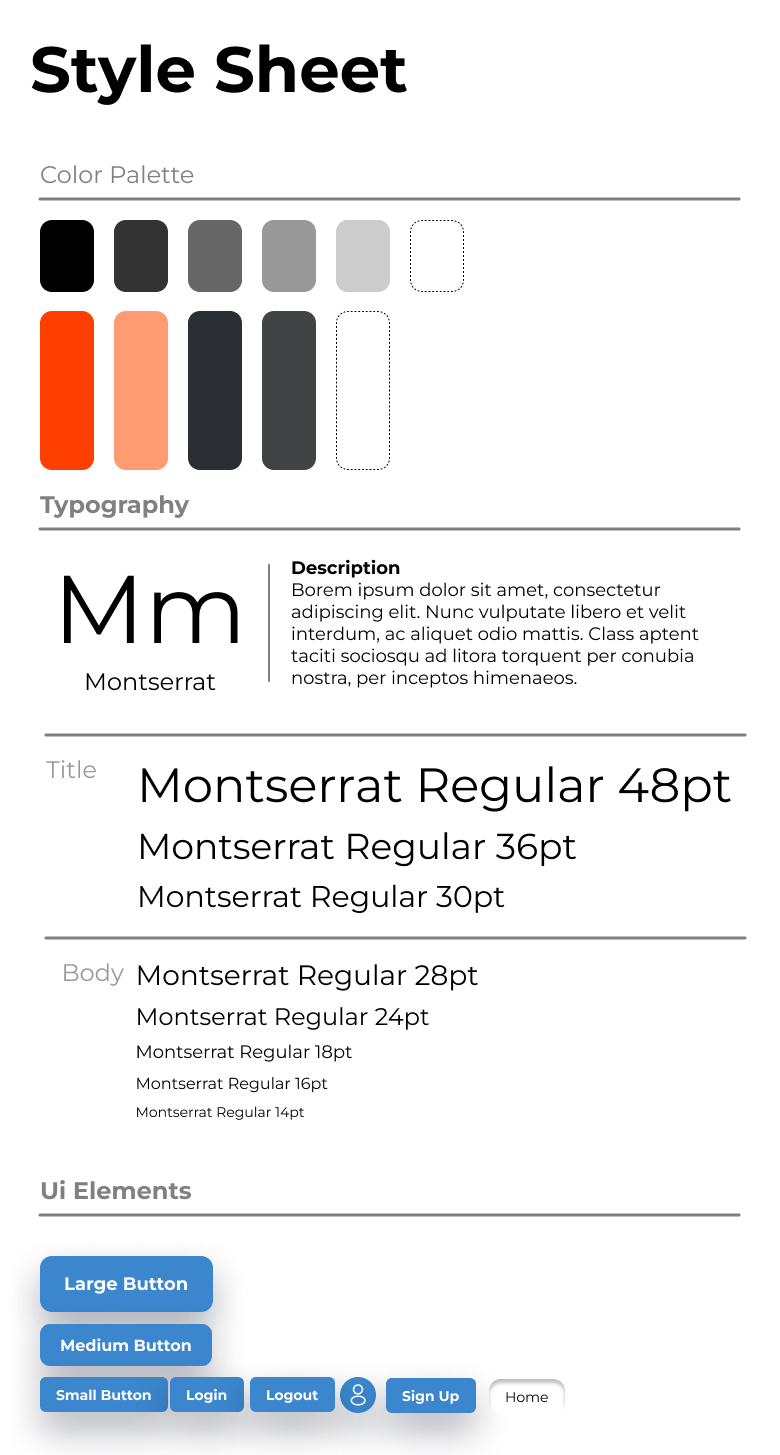 Style Sheet
Color Palette
Typography
Mm
Montserrat
Description
Borem ipsum dolor sit amet, consectetur
adipiscing elit. Nunc vulputate libero et velit
interdum, ac aliquet odio mattis. Class aptent
taciti sociosqu ad litora torquent per conubia
nostra, per inceptos himenaeos.
Title
Montserrat Regular 48pt
Montserrat Regular 36pt
Montserrat Regular 30pt
Body
Montserrat Regular 28pt
Montserrat Regular 24pt
Montserrat Regular 18pt
Montserrat Regular 16pt
Montserrat Regular 14pt
Ui Elements
Large Button
Medium Button
Small Button Login Logout Sign Up Home